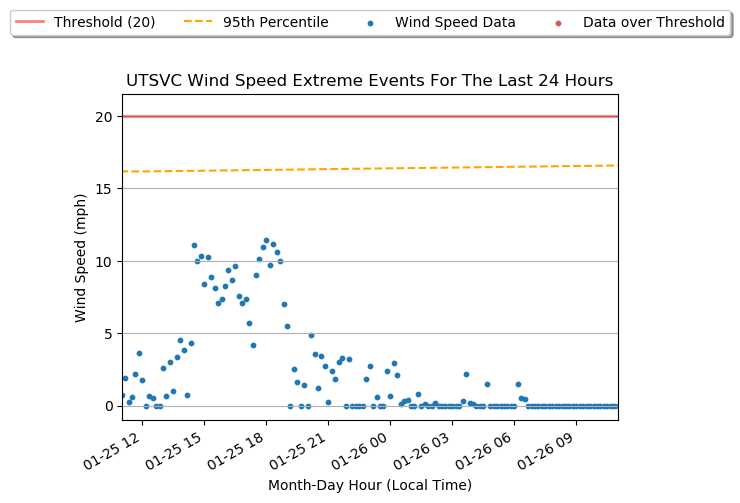 Threshold (20) 95th Percentile Wind Speed Data Data over Threshold
UTSVC Wind Speed Extreme Events For The Last 24 Hours
20
15
10
5
0
Wind Speed (mph)
01-25 12 01-25 15 01-25 18 01-25 21 01-26 00 01-26 03 01-26 06 01-26 09
Month-Day Hour (Local Time)